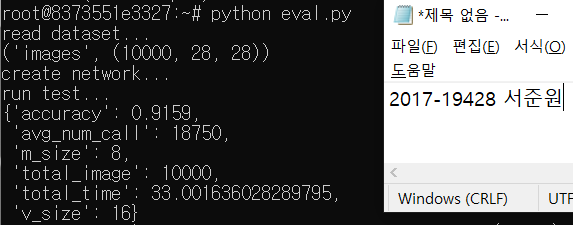 root@8373551e3327:~# python eval.py
read dataset...
('images', (10000, 28, 28))
create network...
run test...
{'accuracy': 0.9159,
'avg_num_call': 18750,
'm_size': 8,
'total_image': 10000,
'total_time': 33.001636028289795,
'v_size': 16}
*제목 없음 -...
파일(F) 편집(E) 서식(O)
도움말
2017-19428 서준원
Windows (CRLF) UTF